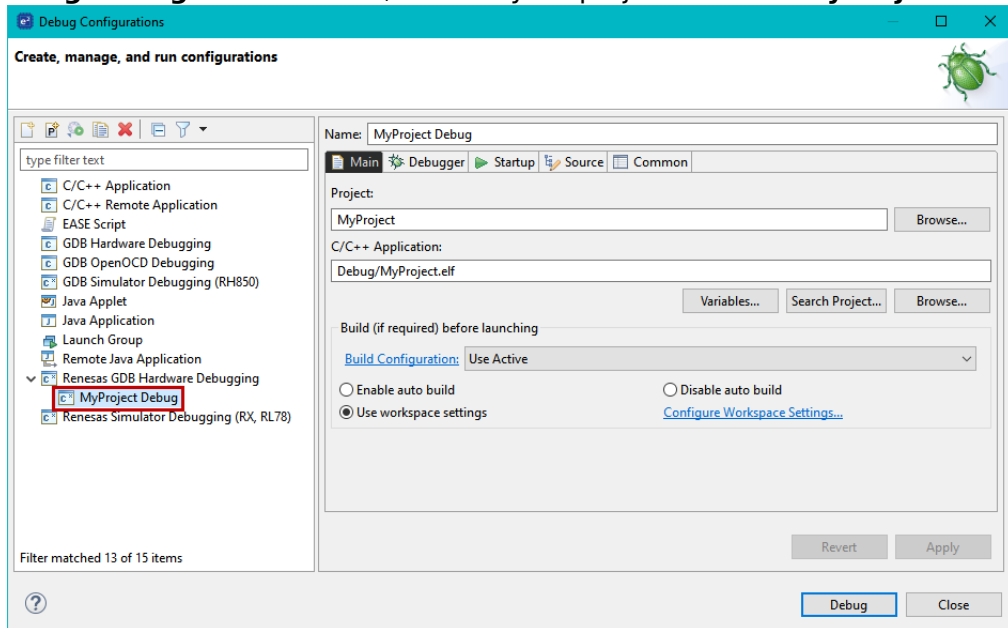 Debug Configurations
Create, manage, and run configurations
type filter text
C/C++ Application
C/C++ Remote Application
EASE Script
GDB Hardware Debugging
GDB OpenOCD Debugging
GDB Simulator Debugging (RH850)
Java Applet
Java Application
Launch Group
Remote Java Application
Renesas GDB Hardware Debugging
MyProject Debug
Renesas Simulator Debugging (RX, RL78)
Filter matched 13 of 15 items
Name: MyProject Debug
Main Debugger Startup Source Common
Project:
MyProject Browse...
C/C++ Application:
Debug/MyProject.elf
Variables... Search Project... Browse...
Build (if required) before launching
Build Configuration: Use Active
Enable auto build Disable auto build
Use workspace settings Configure Workspace Settings...
Revert Apply
Debug Close